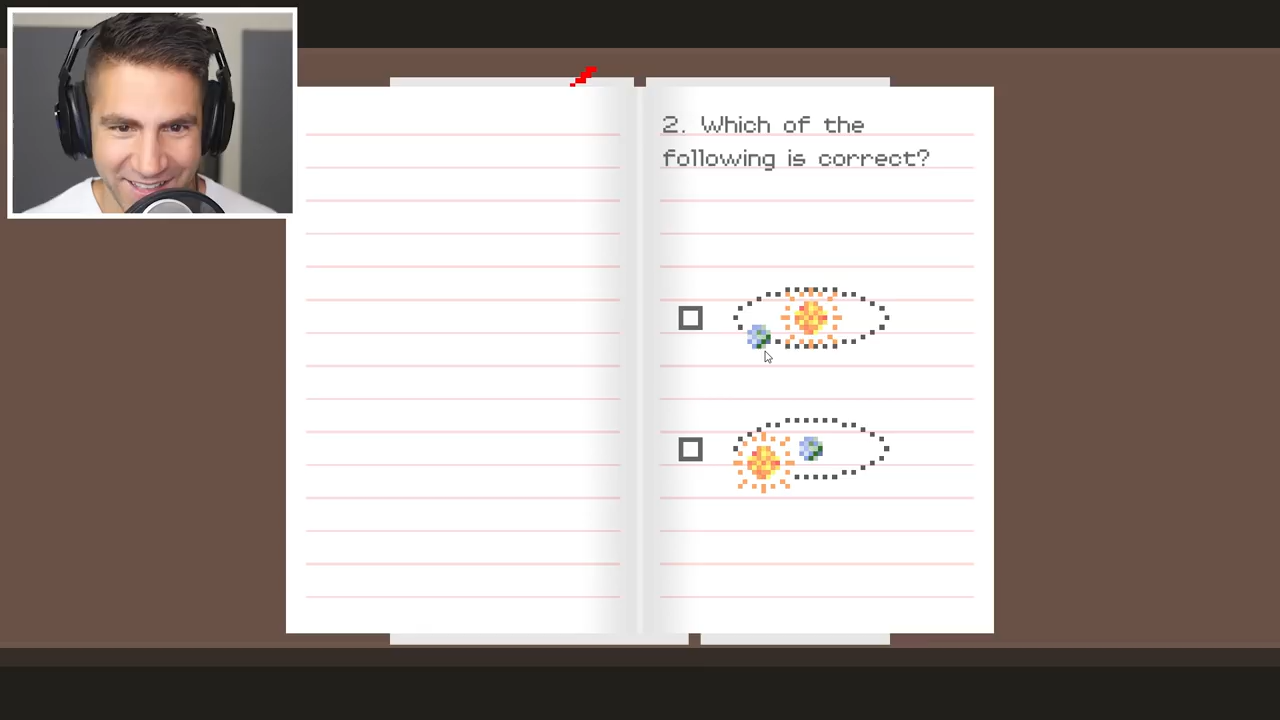 2. Which of the
following is correct?